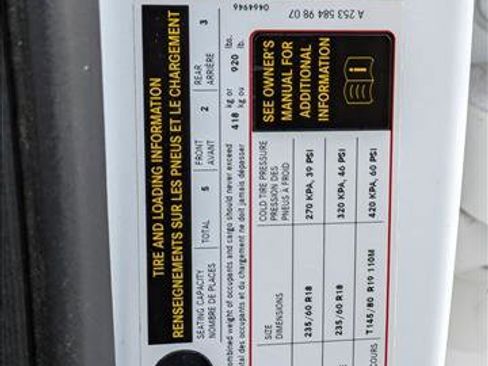 TIRE AND LOADING INFORMATION
RENSEIGNEMENTS SUR LES PNEUS ET LE CHARGEMENT
SEATING CAPACITY
NOMBRE DE PLACES
TOTAL 5
FRONT
AVANT
2
REAR
ARRIÈRE
3
combined weight of occupants and cargo should never exceed 418 kg or 920 lbs.
total des occupants et du chargement ne doit jamais dépasser kg ou lb.
SIZE
DIMENSIONS
COLD TIRE PRESSURE
PRESSION DES
PNEUS À FROID
235/60 R18 270 KPA, 39 PSI
235/60 R18 320 KPA, 46 PSI
COURS T145/80 R19 110M 420 KPA, 60 PSI
SEE OWNER'S
MANUAL FOR
ADDITIONAL
INFORMATION
i
0464946
A 253 584 98 07